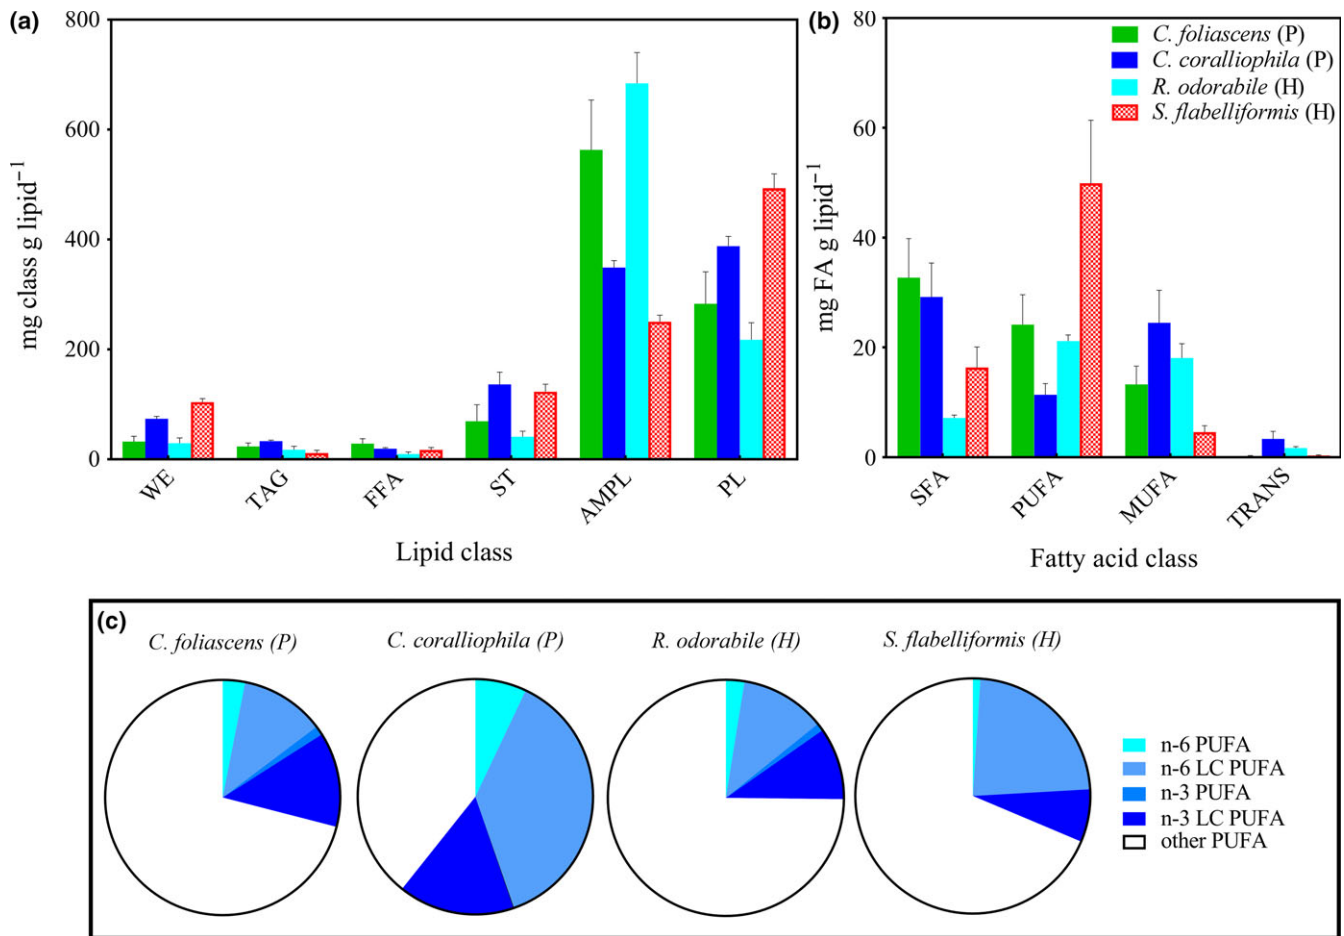 (a)
800
600
400
200
0
mg class g lipid⁻¹
WE
TAG
FFA
ST
AMPL
PL
Lipid class
(b)
80
60
40
20
0
mg FA g lipid⁻¹
C. foliascens (P)
C. coralliophila (P)
R. odorabile (H)
S. flabelliformis (H)
SFA
PUFA
MUFA
TRANS
Fatty acid class
(c)
C. foliascens (P)
C. coralliophila (P)
R. odorabile (H)
S. flabelliformis (H)
n-6 PUFA
n-6 LC PUFA
n-3 PUFA
n-3 LC PUFA
other PUFA